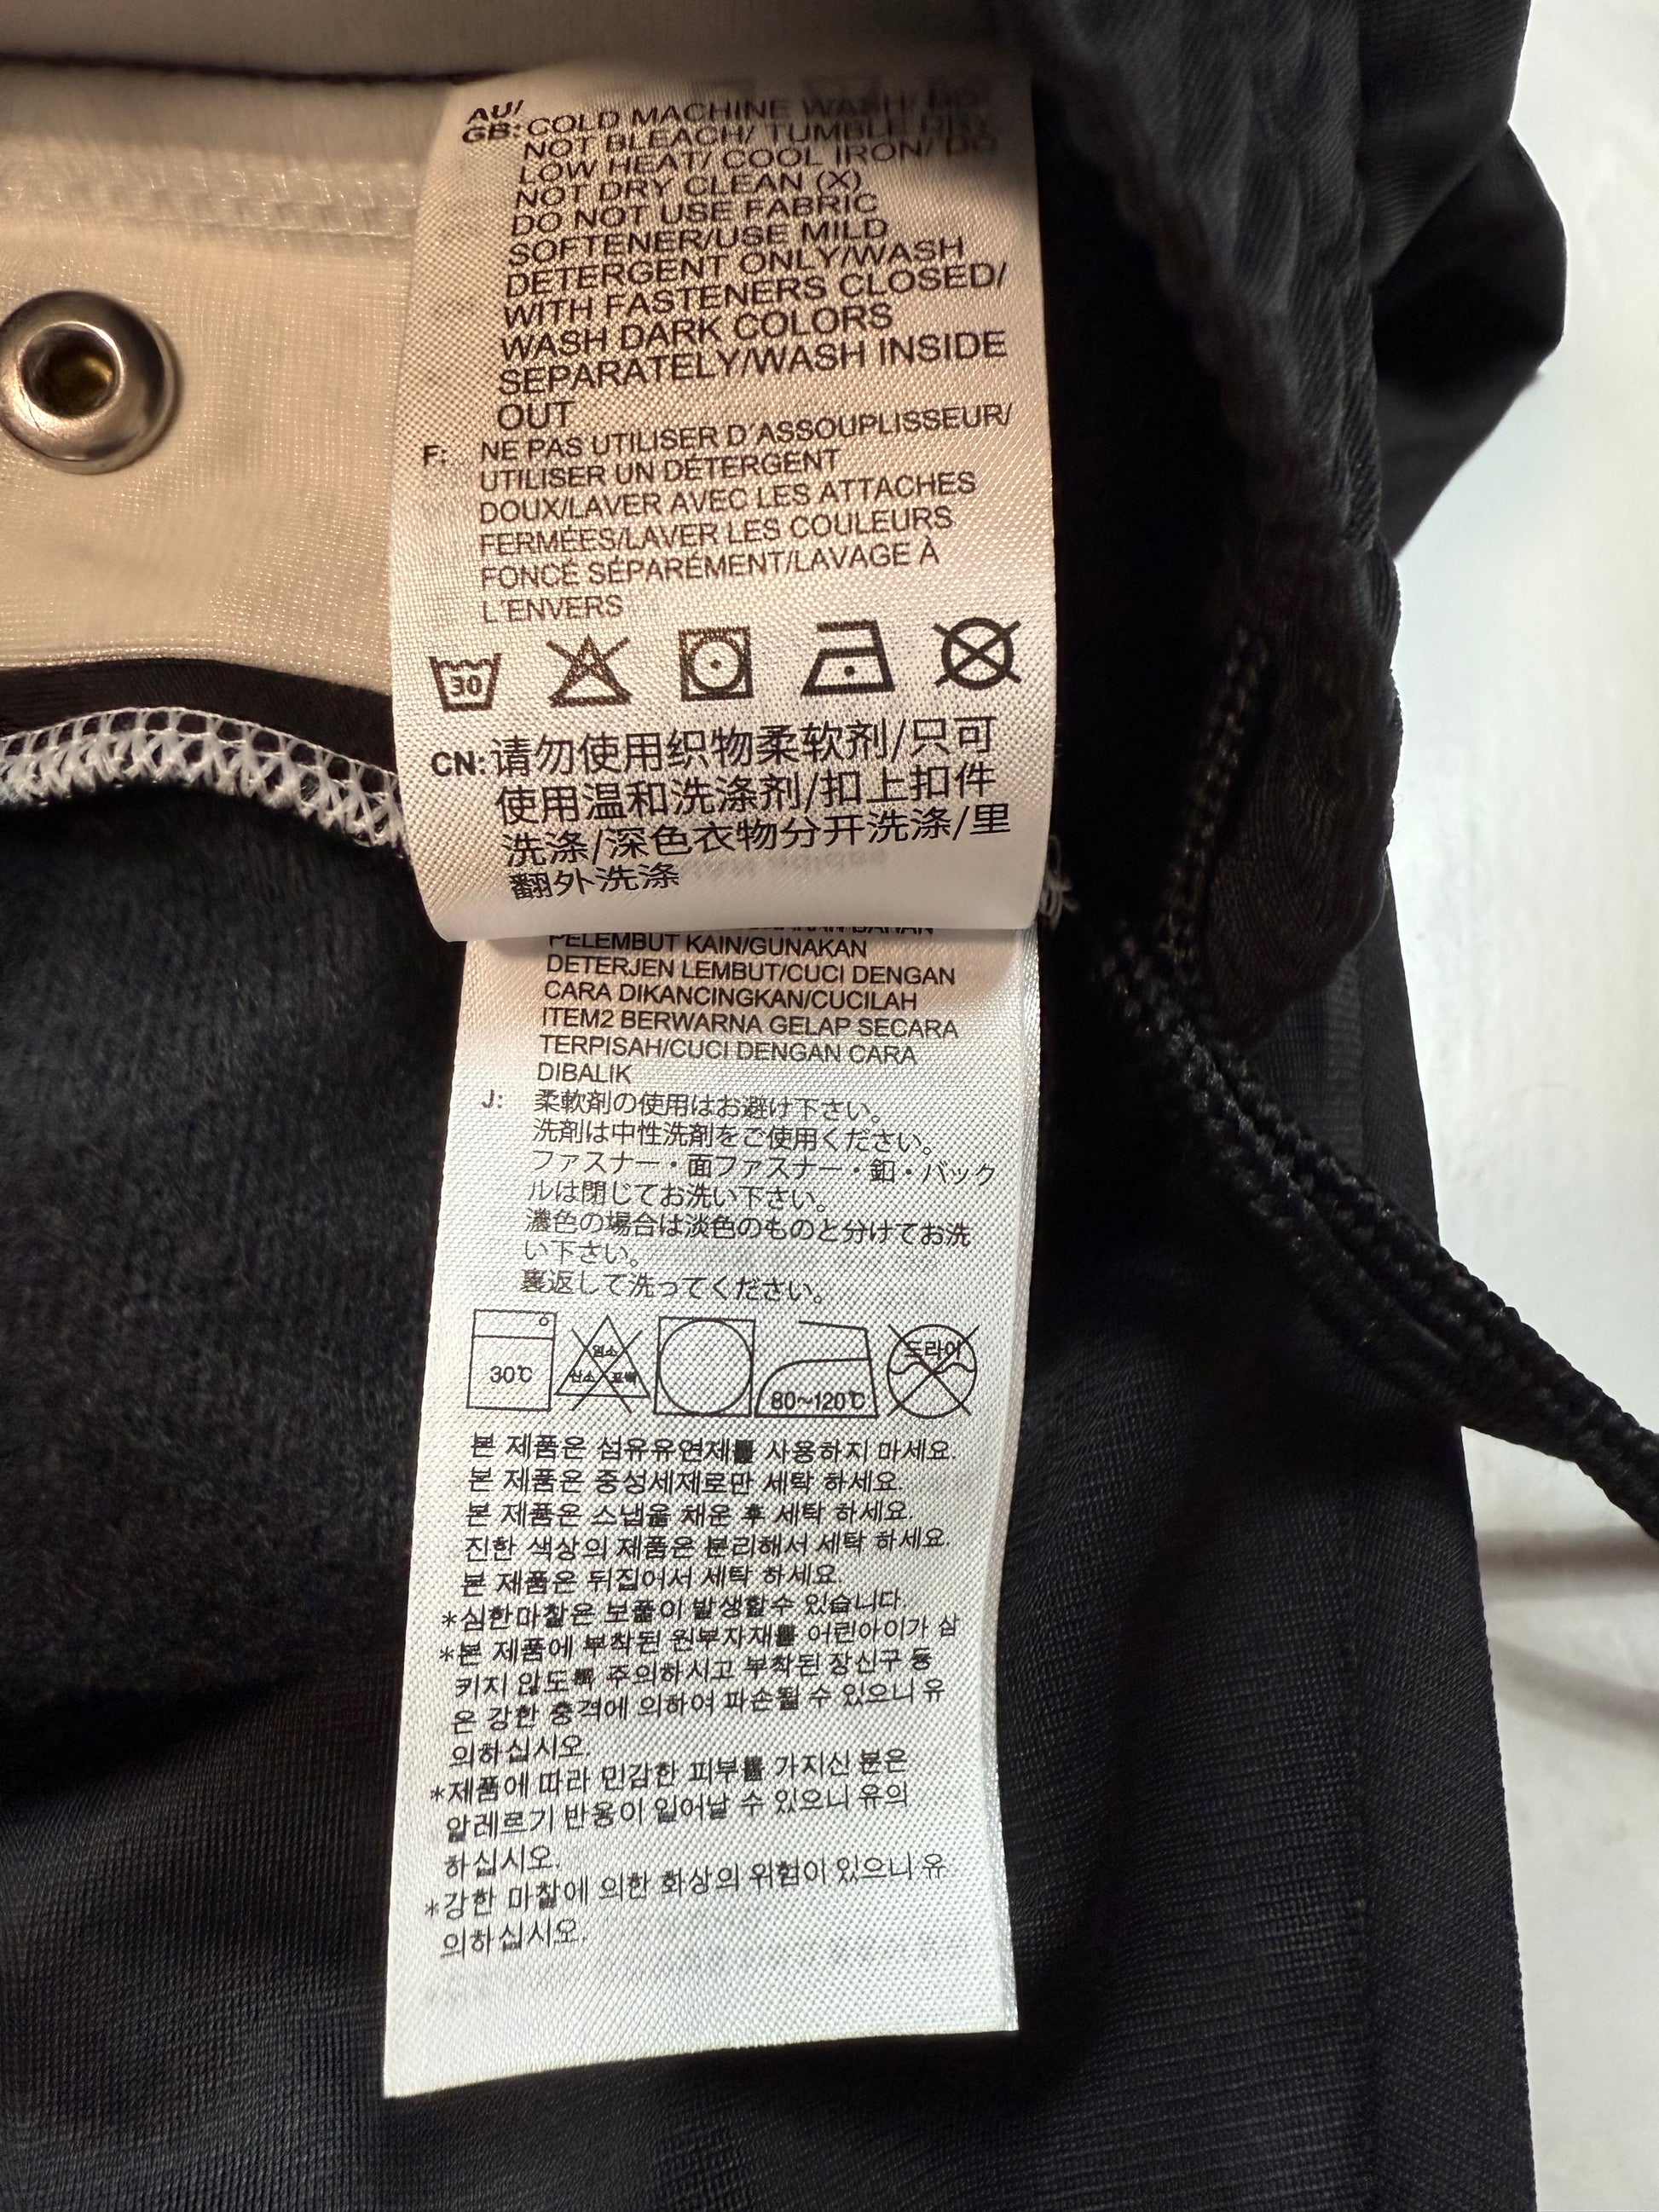 AU/
GB: COLD MACHINE WASH/ DO
NOT BLEACH/ TUMBLE DRY
LOW HEAT/ COOL IRON/ DO
NOT DRY CLEAN (X)
DO NOT USE FABRIC
SOFTENER/USE MILD
DETERGENT ONLY/WASH
WITH FASTENERS CLOSED/
WASH DARK COLORS
SEPARATELY/WASH INSIDE
OUT
F: NE PAS UTILISER D'ASSOUPLISSEUR/
UTILISER UN DÉTERGENT
DOUX/LAVER AVEC LES ATTACHES
FERMÉES/LAVER LES COULEURS
FONCÉ SÉPARÉMENT/LAVAGE À
L'ENVERS
30
CN: 请勿使用织物柔软剂/只可
使用温和洗涤剂/扣上扣件
洗涤/深色衣物分开洗涤/里
翻外洗涤
PELEMBUT KAIN/GUNAKAN
DETERJEN LEMBUT/CUCI DENGAN
CARA DIKANCINGKAN/CUCILAH
ITEM2 BERWARNA GELAP SECARA
TERPISAH/CUCI DENGAN CARA
DIBALIK
J: 柔軟剤の使用はお避け下さい。
洗剤は中性洗剤をご使用ください。
ファスナー・面ファスナー・釦・バック
ルは閉じてお洗い下さい。
濃色の場合は淡色のものと分けてお洗
い下さい。
裏返して洗ってください。
30℃ 염소 산소 표백 80~120℃ 드라이
본 제품은 섬유유연재를 사용하지 마세요.
본 제품은 중성세제로만 세탁 하세요.
본 제품은 스냅을 채운 후 세탁 하세요.
진한 색상의 제품은 분리해서 세탁 하세요.
본 제품은 뒤집어서 세탁 하세요.
*심한마찰은 보풀이 발생할수 있습니다
*본 제품에 부착된 원부자재를 어린아이가 삼
키지 않도록 주의하시고 부착된 장신구 등
은 강한 충격에 의하여 파손될 수 있으니 유
의하십시오.
*제품에 따라 민감한 피부를 가지신 분은
알레르기 반응이 일어날 수 있으니 유의
하십시오.
*강한 마찰에 의한 화상의 위험이 있으니 유
의하십시오.